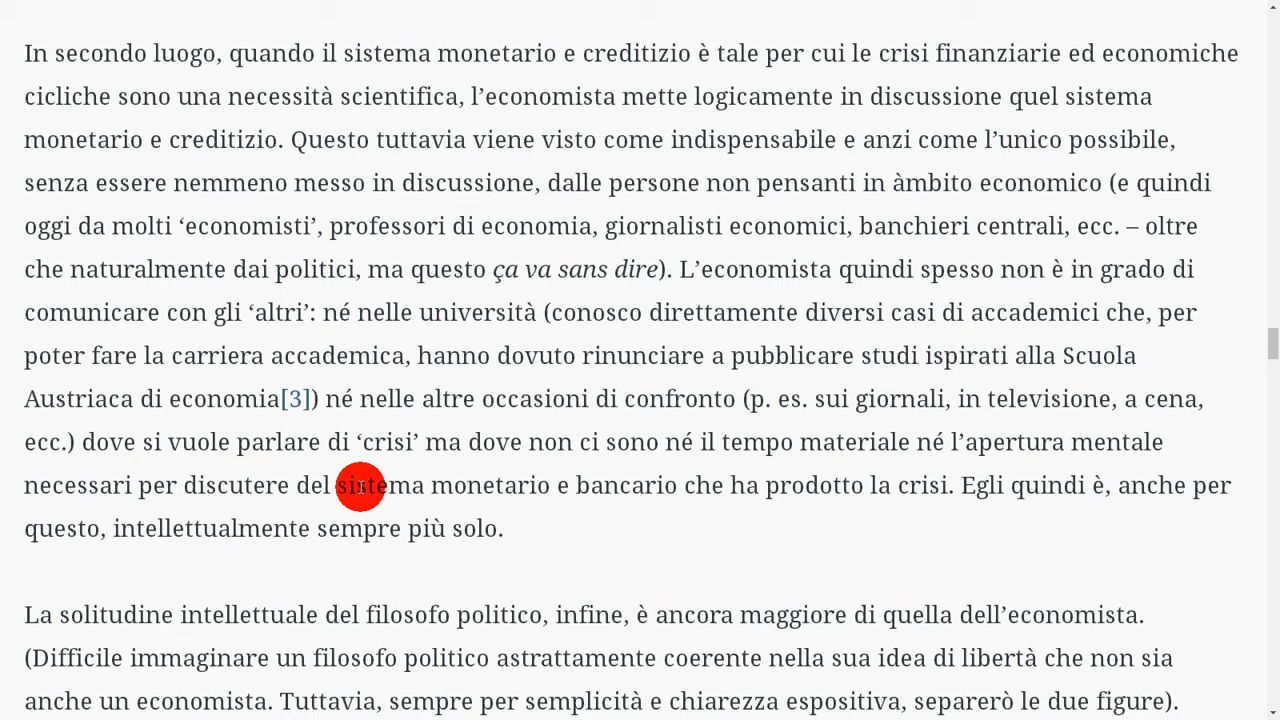 In secondo luogo, quando il sistema monetario e creditizio è tale per cui le crisi finanziarie ed economiche
cicliche sono una necessità scientifica, l’economista mette logicamente in discussione quel sistema
monetario e creditizio. Questo tuttavia viene visto come indispensabile e anzi come l’unico possibile,
senza essere nemmeno messo in discussione, dalle persone non pensanti in àmbito economico (e quindi
oggi da molti ‘economisti’, professori di economia, giornalisti economici, banchieri centrali, ecc. – oltre
che naturalmente dai politici, ma questo ça va sans dire). L’economista quindi spesso non è in grado di
comunicare con gli ‘altri’: né nelle università (conosco direttamente diversi casi di accademici che, per
poter fare la carriera accademica, hanno dovuto rinunciare a pubblicare studi ispirati alla Scuola
Austriaca di economia[3]) né nelle altre occasioni di confronto (p. es. sui giornali, in televisione, a cena,
ecc.) dove si vuole parlare di ‘crisi’ ma dove non ci sono né il tempo materiale né l’apertura mentale
necessari per discutere del sistema monetario e bancario che ha prodotto la crisi. Egli quindi è, anche per
questo, intellettualmente sempre più solo.
La solitudine intellettuale del filosofo politico, infine, è ancora maggiore di quella dell’economista.
(Difficile immaginare un filosofo politico astrattamente coerente nella sua idea di libertà che non sia
anche un economista. Tuttavia, sempre per semplicità e chiarezza espositiva, separerò le due figure).